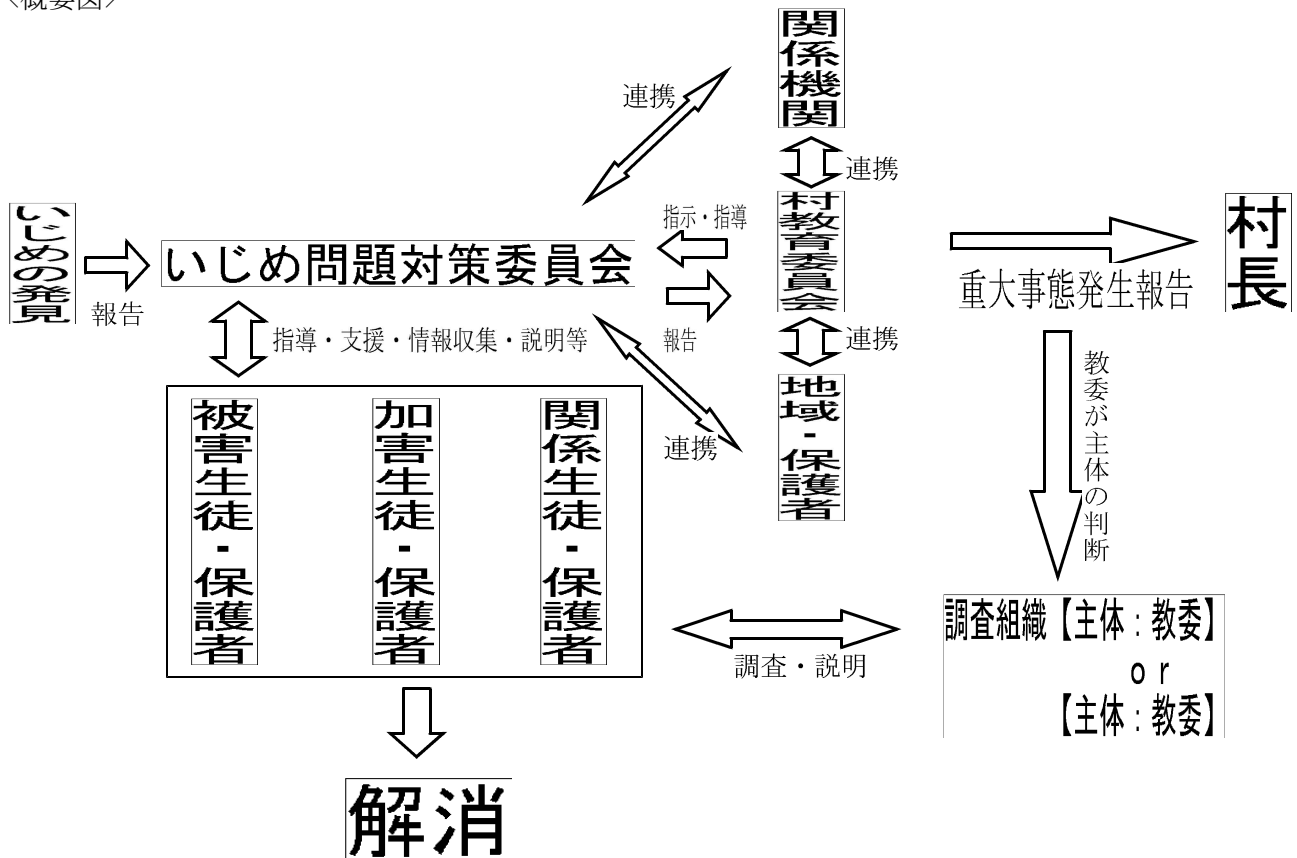 〈概要図〉
関係機関
連携
連携
いじめの発見
報告
いじめ問題対策委員会
指示・指導
報告
村教育委員会
重大事態発生報告
村長
指導・支援・情報収集・説明等
連携
連携
地域・保護者
教委が主体の判断
被害生徒・保護者
加害生徒・保護者
関係生徒・保護者
調査・説明
調査組織【主体：教委】
or
【主体：教委】
解消